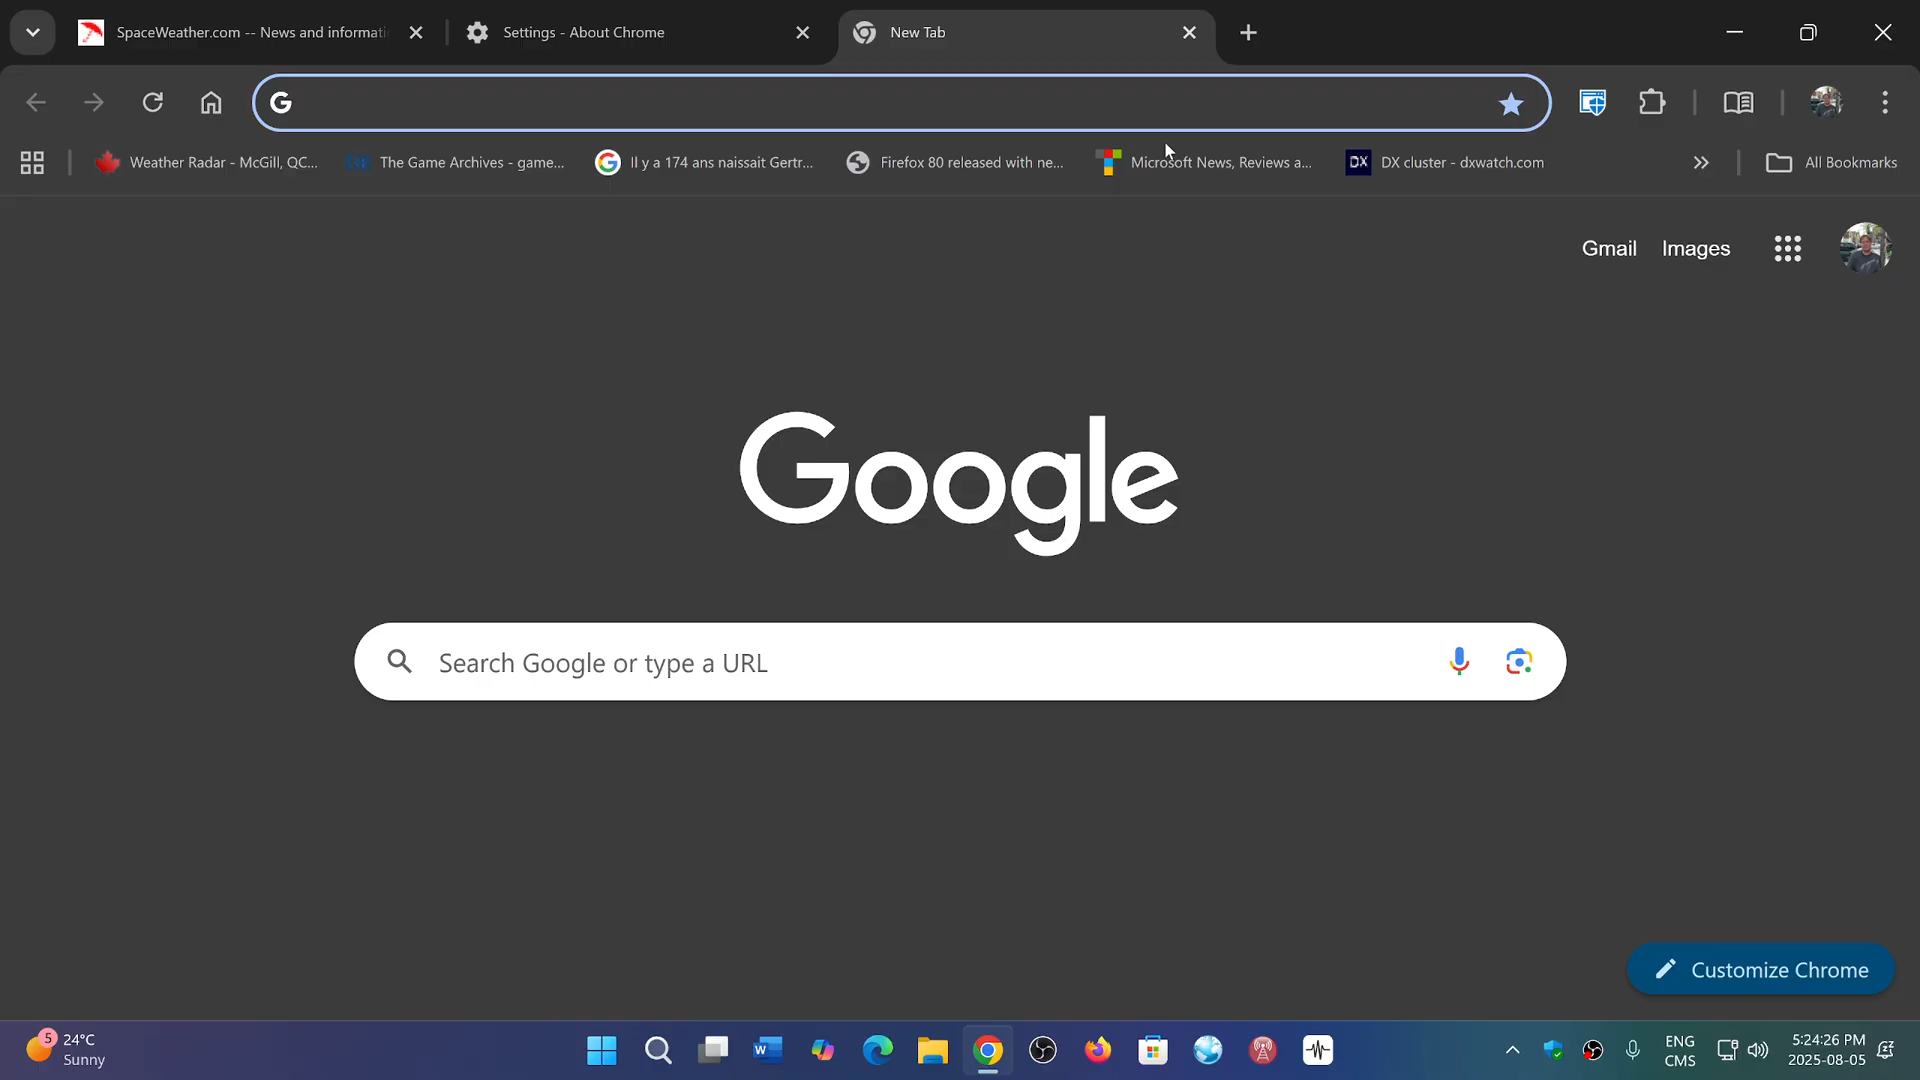 SpaceWeather.com -- News and informati
Settings - About Chrome
New Tab
G
Weather Radar - McGill, QC...
The Game Archives - game...
Il y a 174 ans naissait Gertr...
Firefox 80 released with ne...
Microsoft News, Reviews a...
DX
DX cluster - dxwatch.com
All Bookmarks
Gmail
Images
Google
Search Google or type a URL
Customize Chrome
5
24°C
Sunny
W
ENG
CMS
5:24:26 PM
2025-08-05